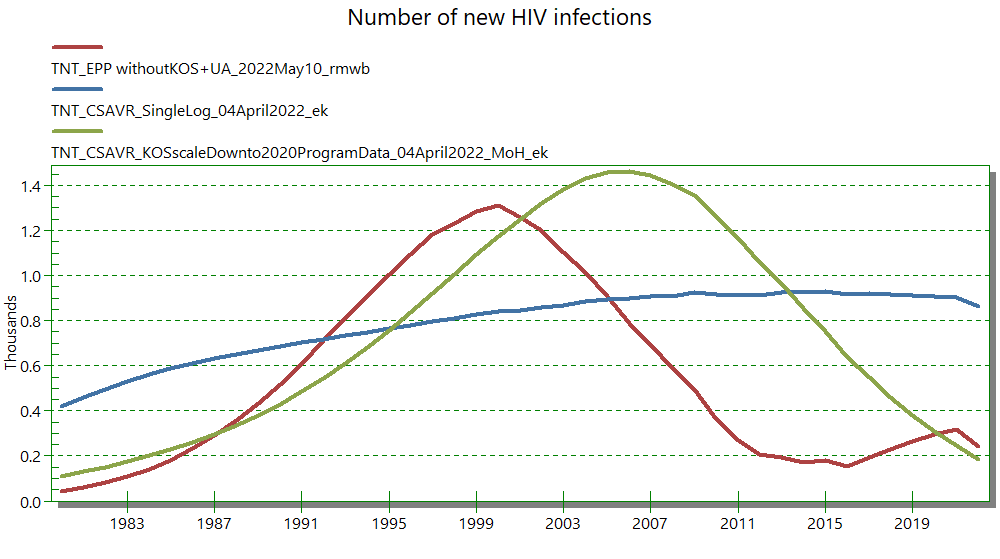 Number of new HIV infections
TNT_EPP withoutKOS+UA_2022May10_rmwb
TNT_CSAVR_SingleLog_04April2022_ek
TNT_CSAVR_KOSscaleDownto2020ProgramData_04April2022_MoH_ek
Thousands
1.4
1.2
1.0
0.8
0.6
0.4
0.2
0.0
1983 1987 1991 1995 1999 2003 2007 2011 2015 2019